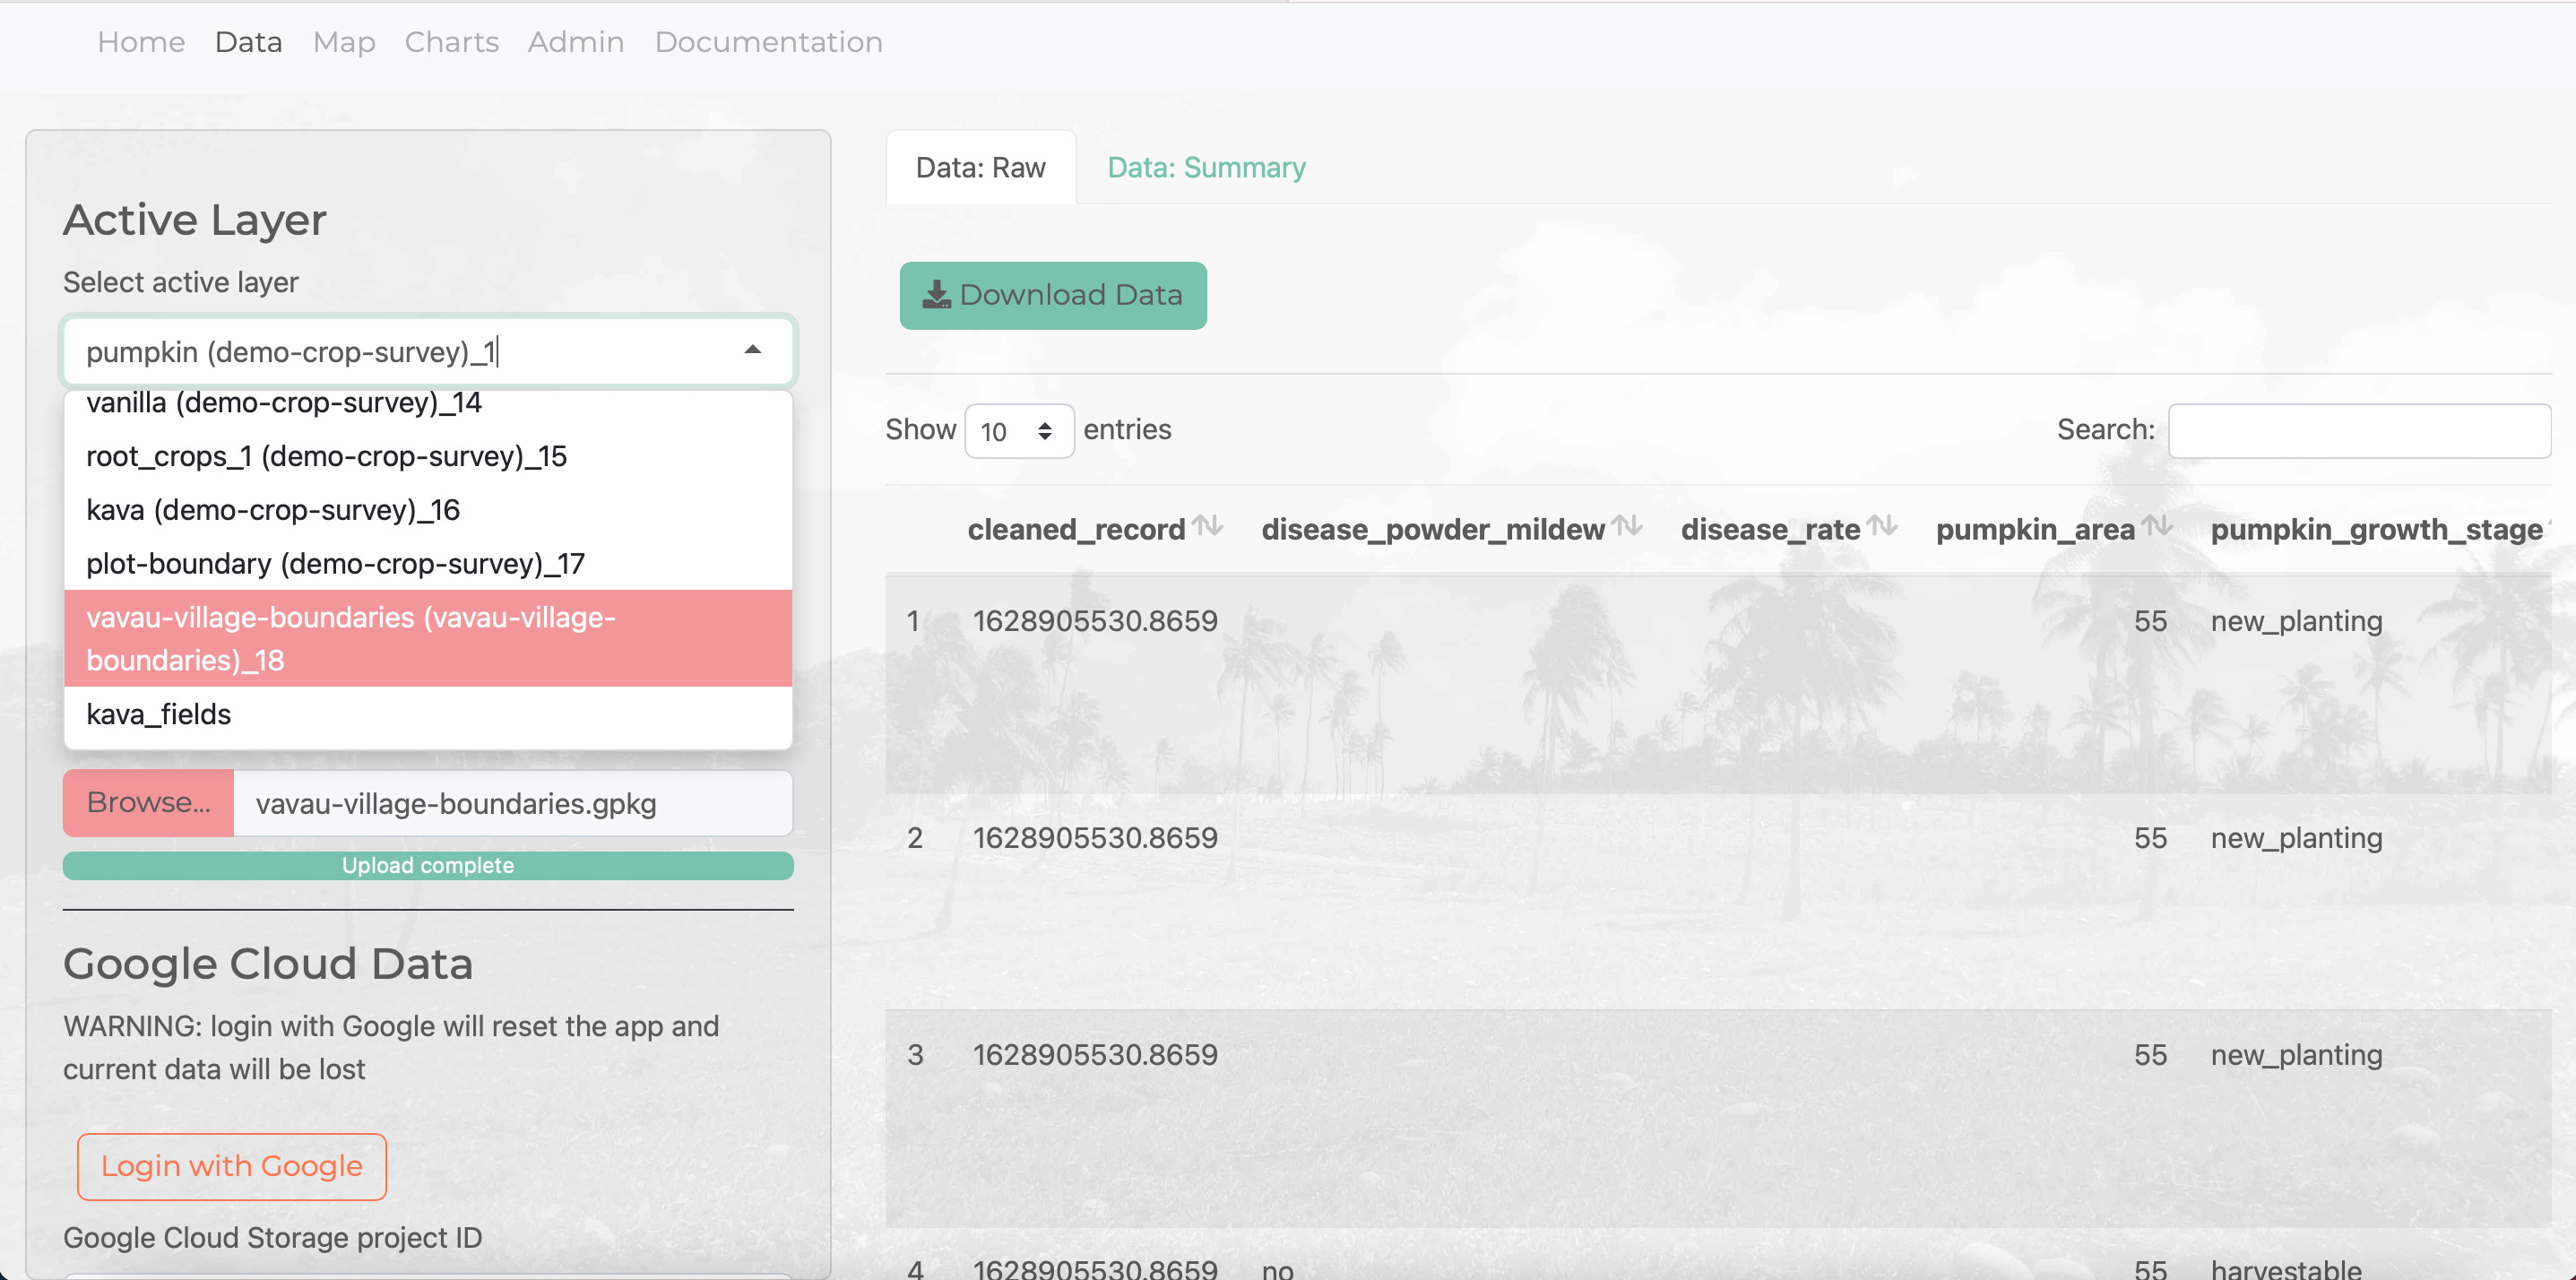 Home Data Map Charts Admin Documentation
Active Layer
Select active layer
pumpkin (demo-crop-survey)_1
vanilla (demo-crop-survey)_14
root_crops_1 (demo-crop-survey)_15
kava (demo-crop-survey)_16
plot-boundary (demo-crop-survey)_17
vavau-village-boundaries (vavau-village-
boundaries)_18
kava_fields
Browse... vavau-village-boundaries.gpkg
Upload complete
Google Cloud Data
WARNING: login with Google will reset the app and
current data will be lost
Login with Google
Google Cloud Storage project ID
Data: Raw Data: Summary
Download Data
Show 10 entries Search:
cleaned_record disease_powder_mildew disease_rate pumpkin_area pumpkin_growth_stage
1 1628905530.8659 55 new_planting
2 1628905530.8659 55 new_planting
3 1628905530.8659 55 new_planting
4 1628905530.8659 no 55 harvestable